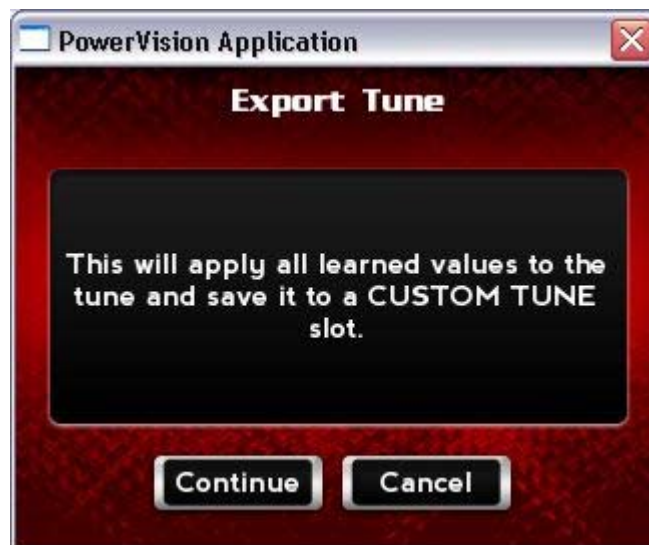 PowerVision Application
Export Tune
This will apply all learned values to the
tune and save it to a CUSTOM TUNE
slot.
Continue
Cancel